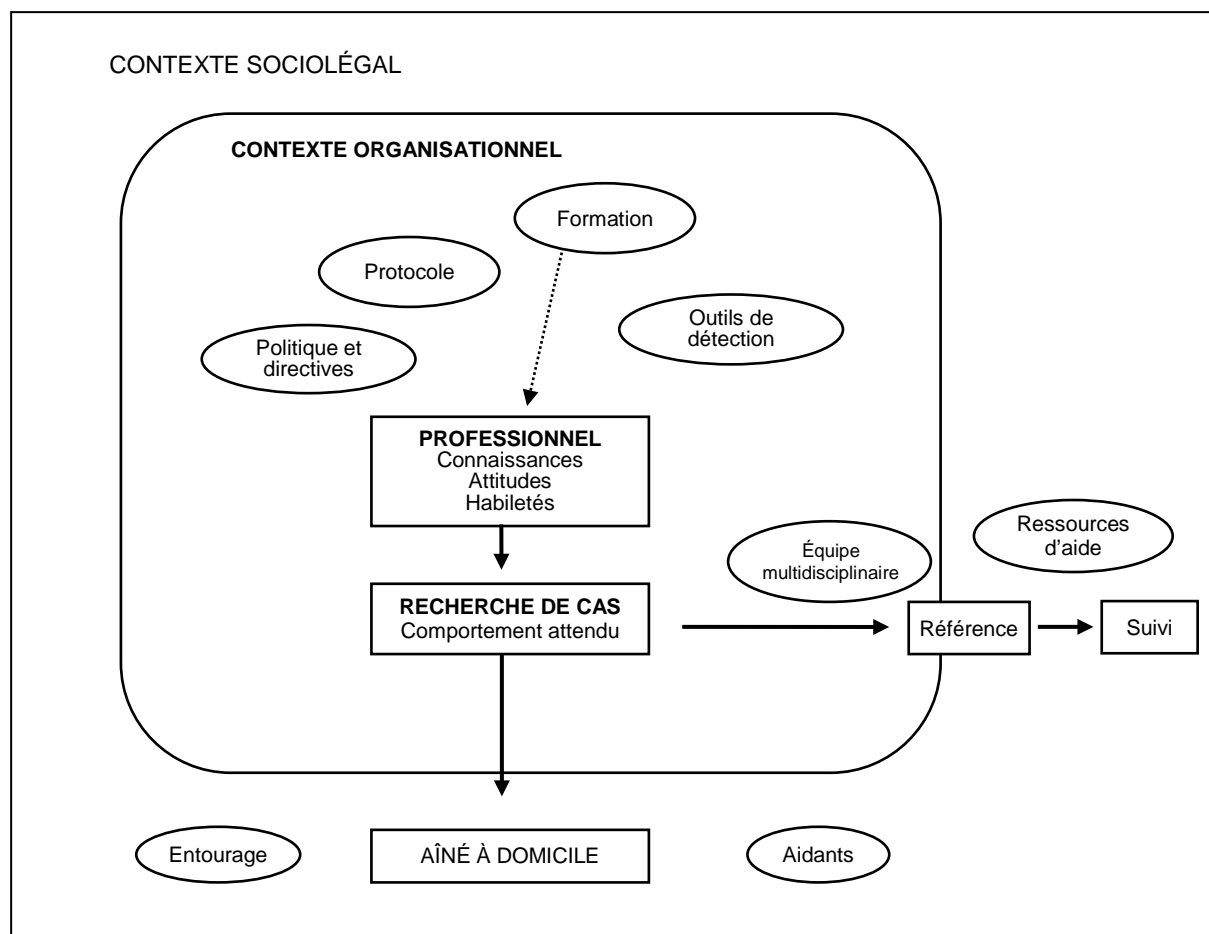 CONTEXTE SOCIOLÉGAL
CONTEXTE ORGANISATIONNEL
Formation
Protocole
Outils de
détection
Politique et
directives
PROFESSIONNEL
Connaissances
Attitudes
Habiletés
Ressources
d'aide
Équipe
multidisciplinaire
RECHERCHE DE CAS
Comportement attendu
Référence
Suivi
Entourage
AÎNÉ À DOMICILE
Aidants